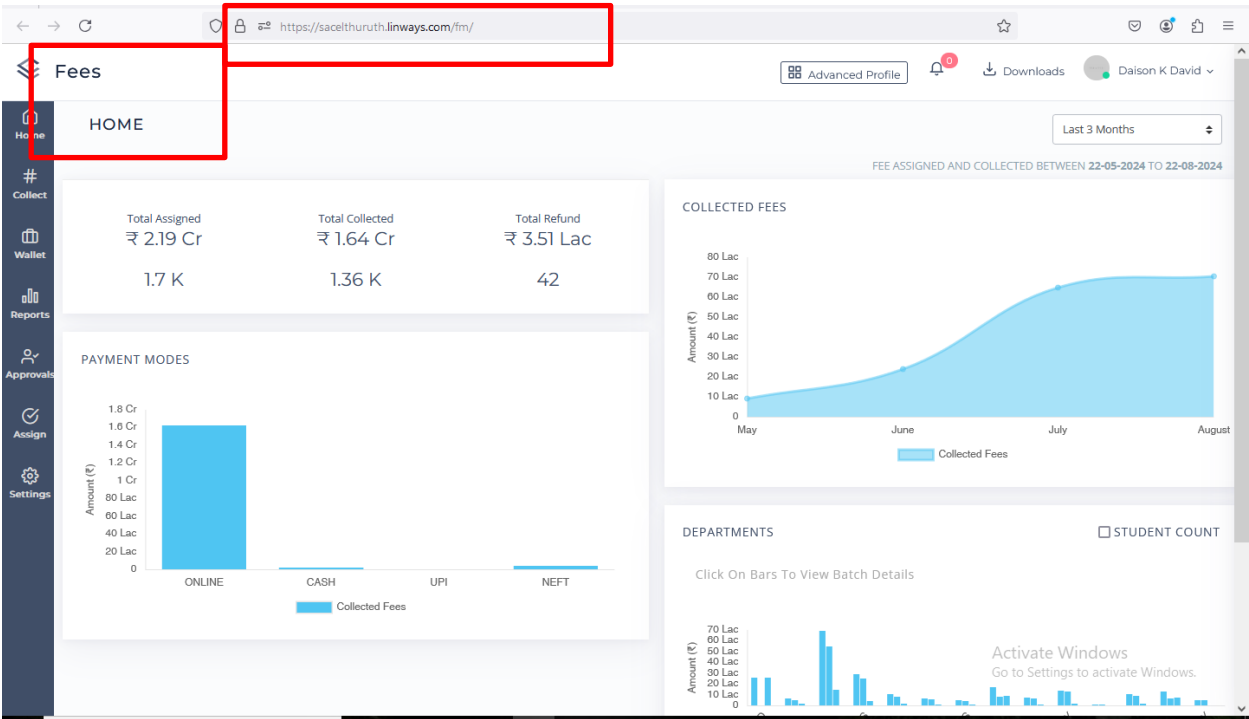 https://sacelthuruth.linways.com/fm/
Fees
Advanced Profile
0
Downloads
Daison K David
Home
HOME
Last 3 Months
FEE ASSIGNED AND COLLECTED BETWEEN 22-05-2024 TO 22-08-2024
Collect
Wallet
Reports
Approvals
Assign
Settings
Total Assigned
₹ 2.19 Cr
1.7 K
Total Collected
₹ 1.64 Cr
1.36 K
Total Refund
₹ 3.51 Lac
42
COLLECTED FEES
Amount (₹)
80 Lac
70 Lac
60 Lac
50 Lac
40 Lac
30 Lac
20 Lac
10 Lac
0
May June July August
Collected Fees
PAYMENT MODES
Amount (₹)
1.8 Cr
1.6 Cr
1.4 Cr
1.2 Cr
1 Cr
80 Lac
60 Lac
40 Lac
20 Lac
0
ONLINE CASH UPI NEFT
Collected Fees
DEPARTMENTS
STUDENT COUNT
Click On Bars To View Batch Details
Amount (₹)
70 Lac
60 Lac
50 Lac
40 Lac
30 Lac
20 Lac
10 Lac
0
Activate Windows
Go to Settings to activate Windows.